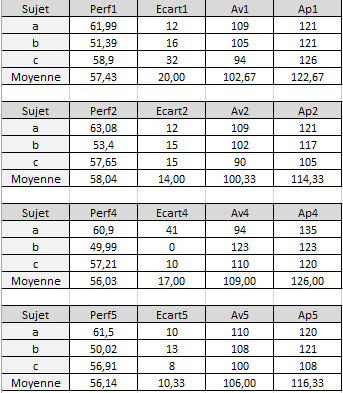 Sujet Perf1 Ecart1 Av1 Ap1
a 61,99 12 109 121
b 51,39 16 105 121
c 58,9 32 94 126
Moyenne 57,43 20,00 102,67 122,67
Sujet Perf2 Ecart2 Av2 Ap2
a 63,08 12 109 121
b 53,4 15 102 117
c 57,65 15 90 105
Moyenne 58,04 14,00 100,33 114,33
Sujet Perf4 Ecart4 Av4 Ap4
a 60,9 41 94 135
b 49,99 0 123 123
c 57,21 10 110 120
Moyenne 56,03 17,00 109,00 126,00
Sujet Perf5 Ecart5 Av5 Ap5
a 61,5 10 110 120
b 50,02 13 108 121
c 56,91 8 100 108
Moyenne 56,14 10,33 106,00 116,33